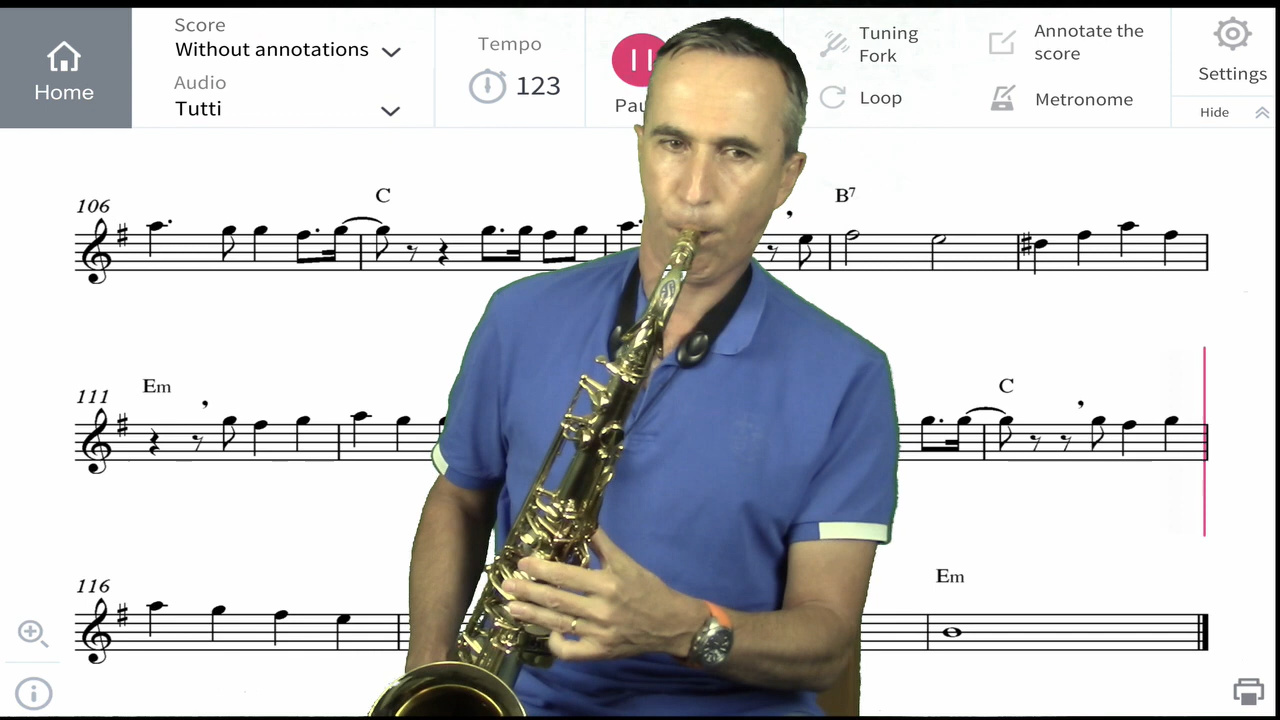 Home
Score
Without annotations
Audio
Tutti
Tempo
123
Tuning
Fork
Loop
Annotate the
score
Metronome
Settings
Hide
106
C
B7
111
Em
C
116
Em